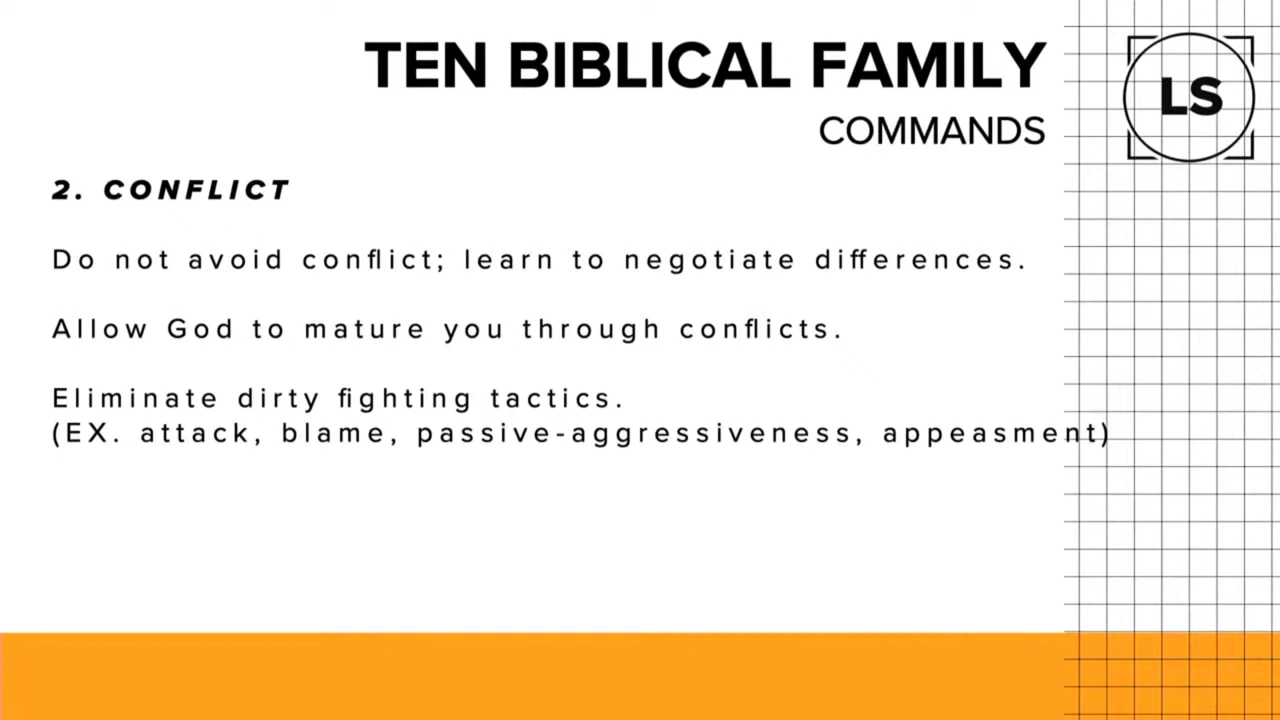 TEN BIBLICAL FAMILY
COMMANDS
LS
2. CONFLICT
Do not avoid conflict; learn to negotiate differences.
Allow God to mature you through conflicts.
Eliminate dirty fighting tactics.
(EX. attack, blame, passive-aggressiveness, appeasment)